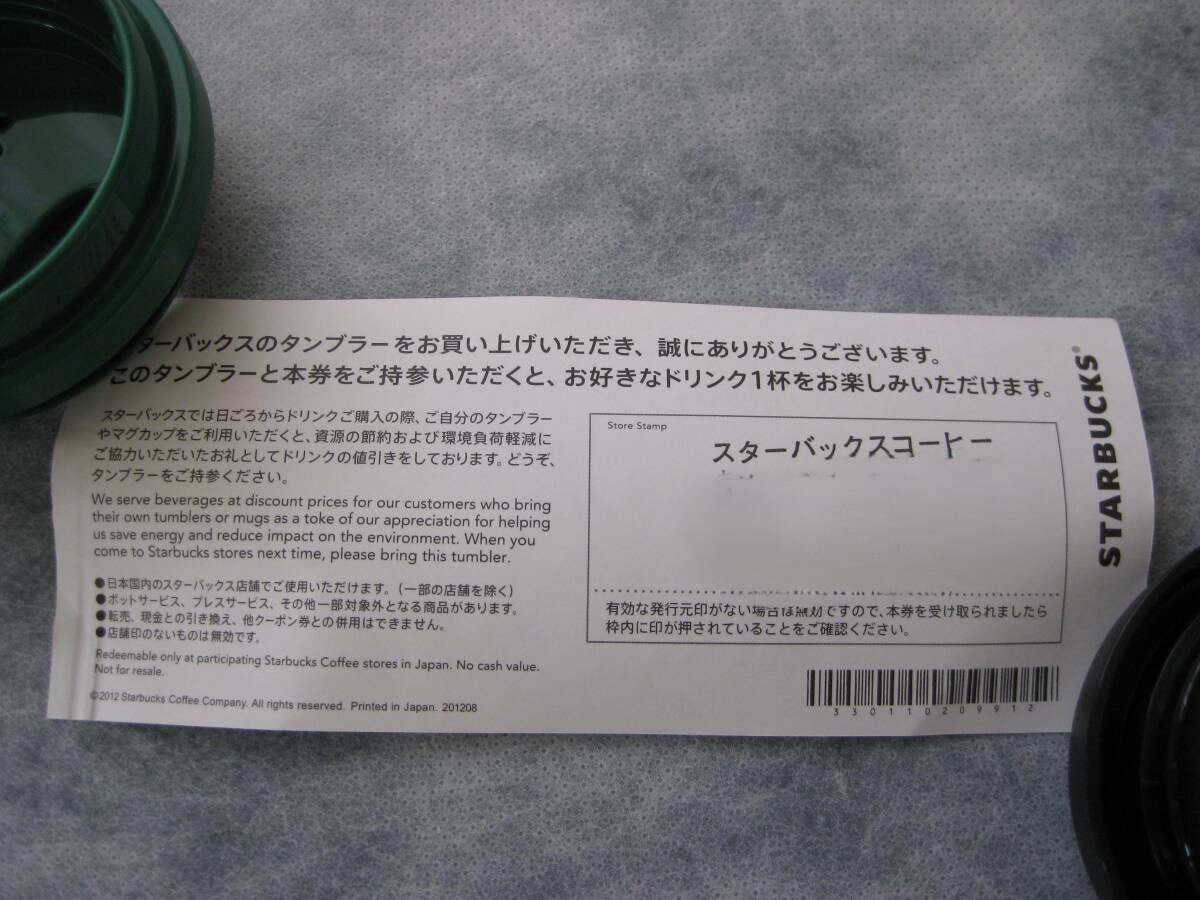 ターバックスのタンブラーをお買い上げいただき、誠にありがとうございます。
このタンブラーと本券をご持参いただくと、お好きなドリンク1杯をお楽しみいただけます。
スターバックスでは日ごろからドリンクご購入の際、ご自分のタンブラー
やマグカップをご利用いただくと、資源の節約および環境負荷軽減に
ご協力いただいたお礼としてドリンクの値引きをしております。どうぞ、
タンブラーをご持参ください。
We serve beverages at discount prices for our customers who bring
their own tumblers or mugs as a toke of our appreciation for helping
us save energy and reduce impact on the environment. When you
come to Starbucks stores next time, please bring this tumbler.
●日本国内のスターバックス店舗でご使用いただけます。(一部の店舗を除く)
●ポットサービス、プレスサービス、その他一部対象外となる商品があります。
●転売、現金との引き換え、他クーポン券との併用はできません。
●店舗印のないものは無効です。
Redeemable only at participating Starbucks Coffee stores in Japan. No cash value.
Not for resale.
©2012 Starbucks Coffee Company. All rights reserved. Printed in Japan. 201208
Store Stamp
スターバックスコーヒー
有効な発行元印がない場合は無効ですので、本券を受け取られましたら
枠内に印が押されていることをご確認ください。
3301102099 12
STARBUCKS®